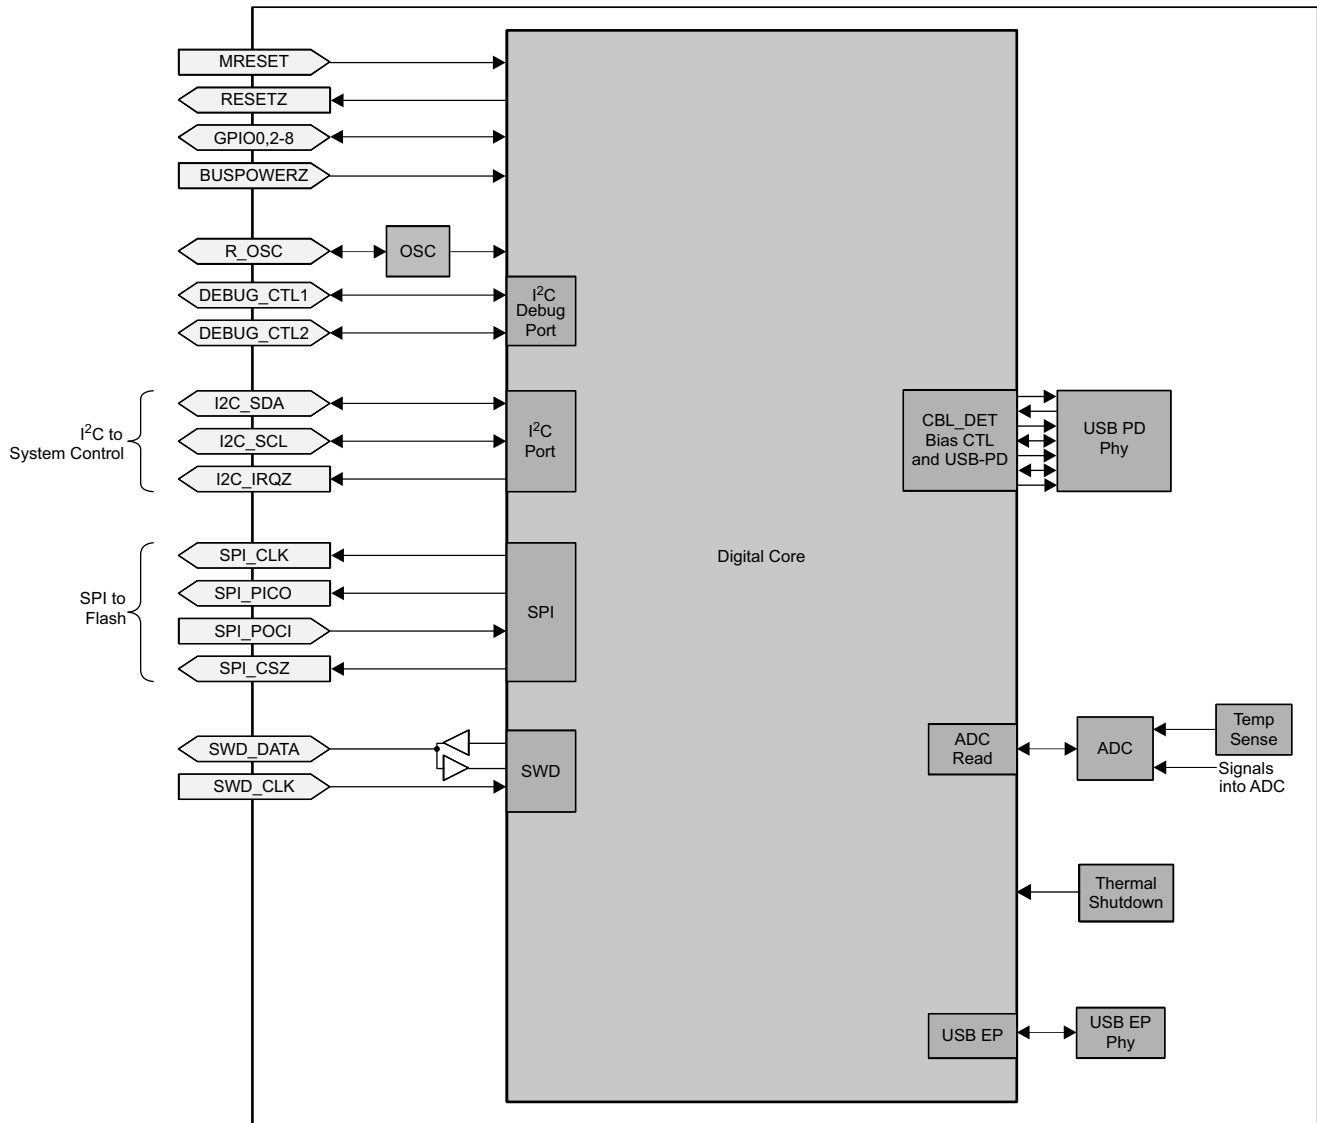 MRESET
RESETZ
GPIO0,2-8
BUSPOWERZ
R_OSC
OSC
DEBUG_CTL1
DEBUG_CTL2
I²C
Debug
Port
I²C to
System Control
I2C_SDA
I2C_SCL
I2C_IRQZ
I²C
Port
CBL_DET
Bias CTL
and USB-PD
USB PD
Phy
Digital Core
SPI to
Flash
SPI_CLK
SPI_PICO
SPI_POCI
SPI_CSZ
SPI
SWD_DATA
SWD_CLK
SWD
ADC
Read
ADC
Temp
Sense
Signals
into ADC
Thermal
Shutdown
USB EP
USB EP
Phy